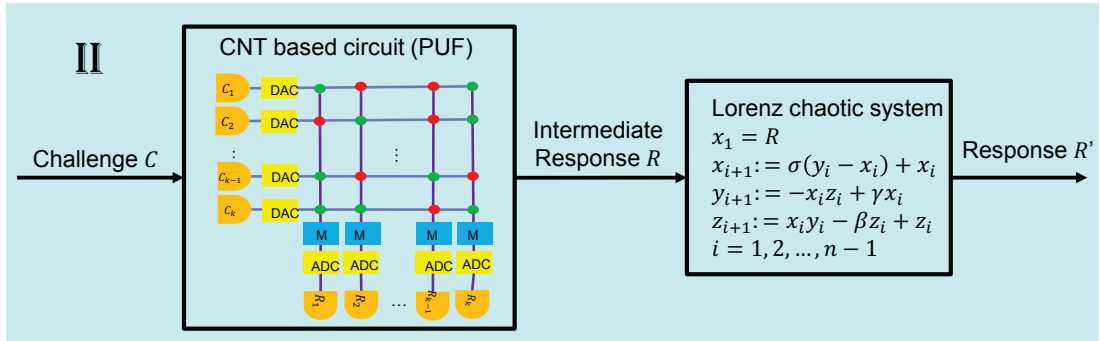 II
CNT based circuit (PUF)
C₁ DAC
C₂ DAC
⋮
Cₖ₋₁ DAC
Cₖ DAC
⋮
M M M M
ADC ADC ADC ADC
R₁ R₂ … Rₖ₋₁ Rₖ
Challenge C
Intermediate
Response R
Lorenz chaotic system
x₁ = R
xᵢ₊₁:= σ(yᵢ − xᵢ) + xᵢ
yᵢ₊₁:= −xᵢzᵢ + γxᵢ
zᵢ₊₁:= xᵢyᵢ − βzᵢ + zᵢ
i = 1, 2, …, n − 1
Response R'